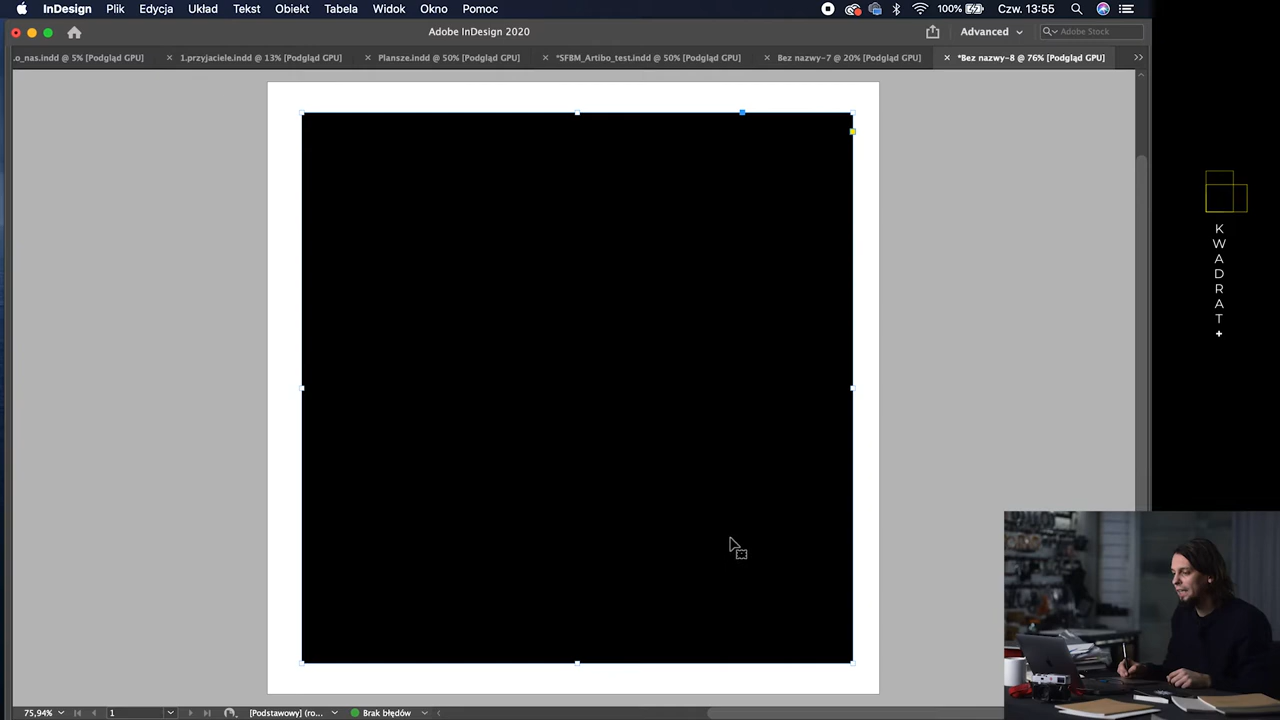 InDesign Plik Edycja Układ Tekst Obiekt Tabela Widok Okno Pomoc 100% Czw. 13:55
Adobe InDesign 2020 Advanced Adobe Stock
.o_nas.indd @ 5% [Podgląd GPU] 1.przyjaciele.indd @ 13% [Podgląd GPU] Plansze.indd @ 50% [Podgląd GPU] *SFBM_Artibo_test.indd @ 50% [Podgląd GPU] Bez nazwy-7 @ 20% [Podgląd GPU] *Bez nazwy-8 @ 76% [Podgląd GPU]
K
W
A
D
R
A
T
+
75,94% 1 [Podstawowy] (ro... Brak błędów